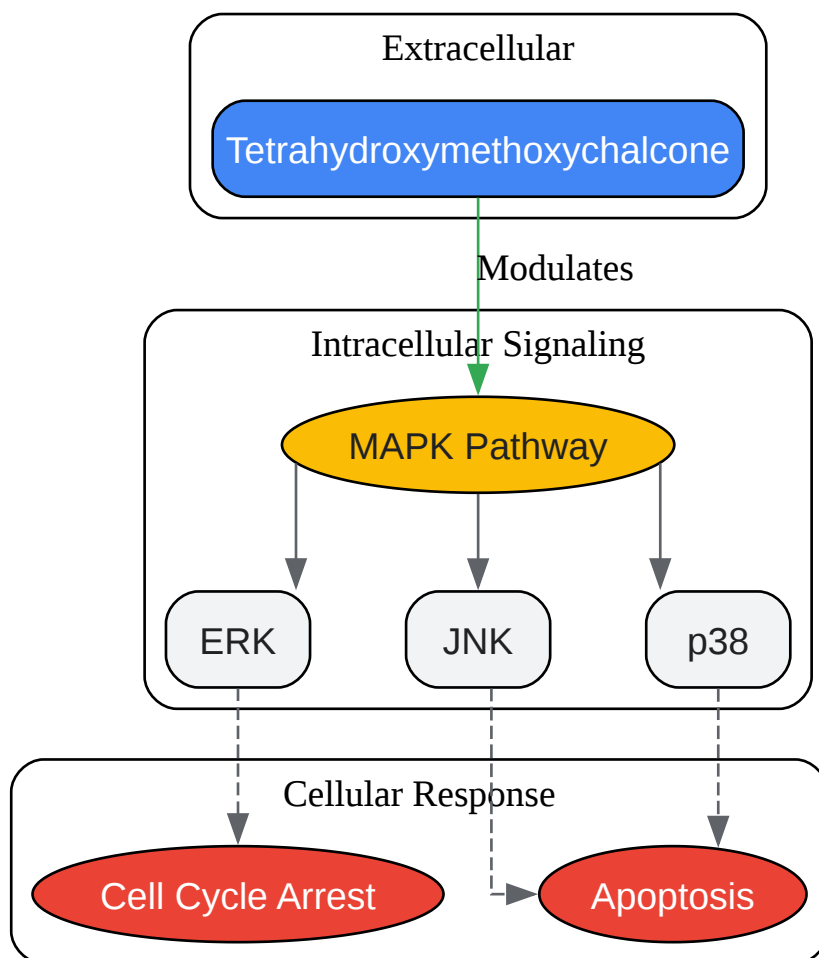 Extracellular
Tetrahydroxymethoxychalcone
Modulates
Intracellular Signaling
MAPK Pathway
ERK
JNK
p38
Cellular Response
Cell Cycle Arrest
Apoptosis